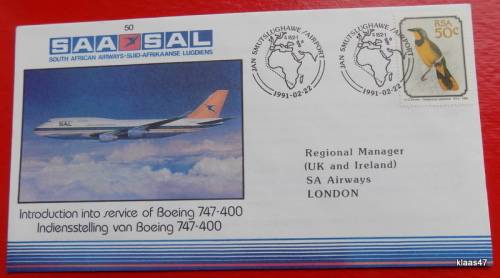 50
SAA SAL
SOUTH AFRICAN AIRWAYS-SUID-AFRIKAANSE LUGDIENS
JAN SMUTSLUGHAWE/AIRPORT
1821
1991-02-22
JAN SMUTSLUGHAWE/AIRPORT
1821
1991-02-22
RSA
50c
SAL
Regional Manager
(UK and Ireland)
SA Airways
LONDON
Introduction into service of Boeing 747-400
Indiensstelling van Boeing 747-400
klaas47